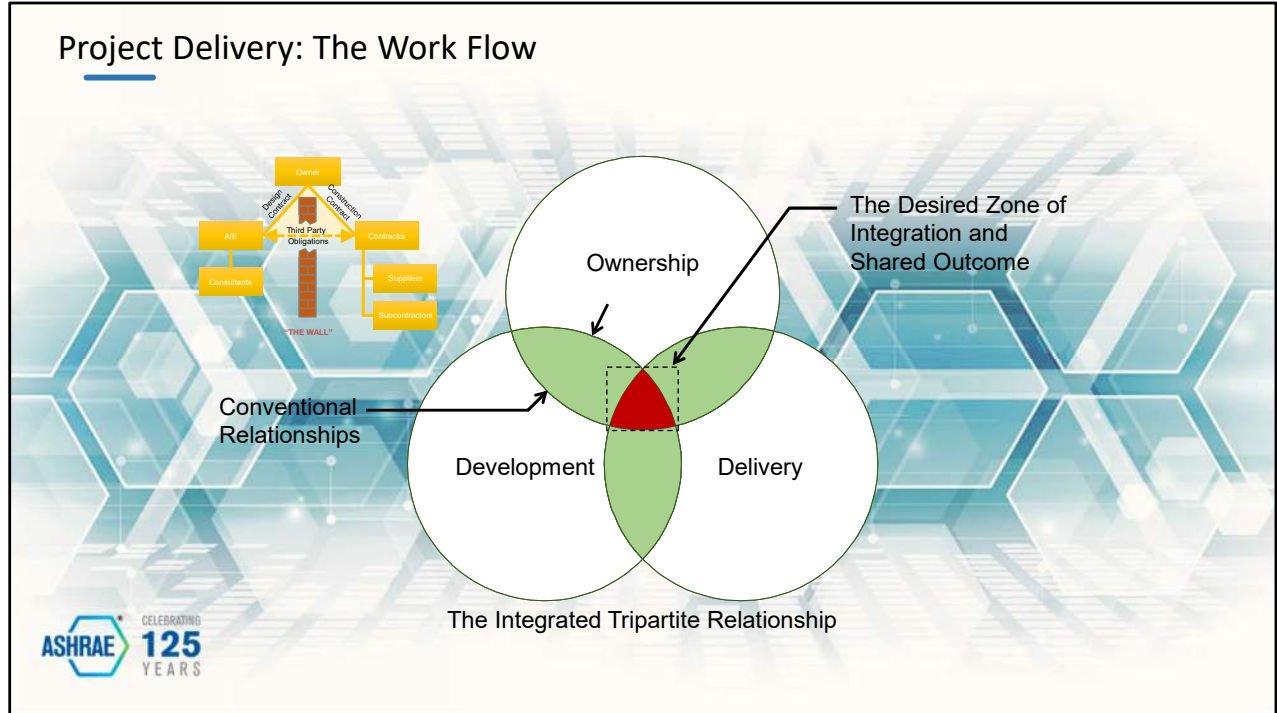 Project Delivery: The Work Flow
Owner
Design
Contract
Construction
Contract
A/E
Third Party
Obligations
Contractor
Consultants
Suppliers
Subcontractors
"THE WALL"
Ownership
The Desired Zone of
Integration and
Shared Outcome
Conventional
Relationships
Development
Delivery
The Integrated Tripartite Relationship
ASHRAE
CELEBRATING
125
YEARS